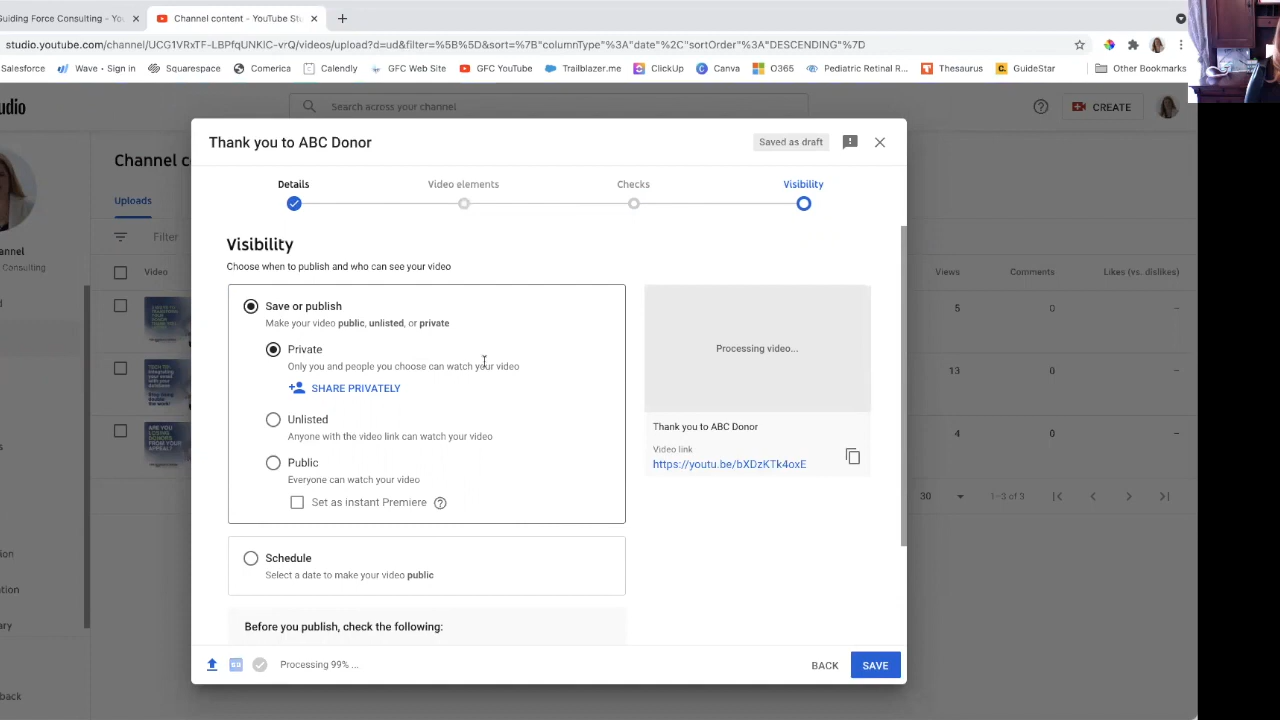 Guiding Force Consulting - Yo
Channel content - YouTube Stu
studio.youtube.com/channel/UCG1VRxTF-LBPfqUNKIC-vrQ/videos/upload?d=ud&filter=%5B%5D&sort=%7B"columnType"%3A"date"%2C"sortOrder"%3A"DESCENDING"%7D
Salesforce Wave • Sign in Squarespace Comerica Calendly GFC Web Site GFC YouTube Trailblazer.me ClickUp Canva O365 Pediatric Retinal R... Thesaurus GuideStar Other Bookmarks
udio
Search across your channel
CREATE
Thank you to ABC Donor
Saved as draft
Channel c
Details Video elements Checks Visibility
Uploads
Filter
annel
Consulting
Video
Views Comments Likes (vs. dislikes)
5 0 –
13 0 –
4 0 –
30 1–3 of 3
Visibility
Choose when to publish and who can see your video
Save or publish
Make your video public, unlisted, or private
Private
Only you and people you choose can watch your video
SHARE PRIVATELY
Unlisted
Anyone with the video link can watch your video
Public
Everyone can watch your video
Set as instant Premiere
Processing video...
Thank you to ABC Donor
Video link
https://youtu.be/bXDzKTk4oxE
Schedule
Select a date to make your video public
Before you publish, check the following:
Processing 99% ...
BACK
SAVE
ion
ation
ary
back